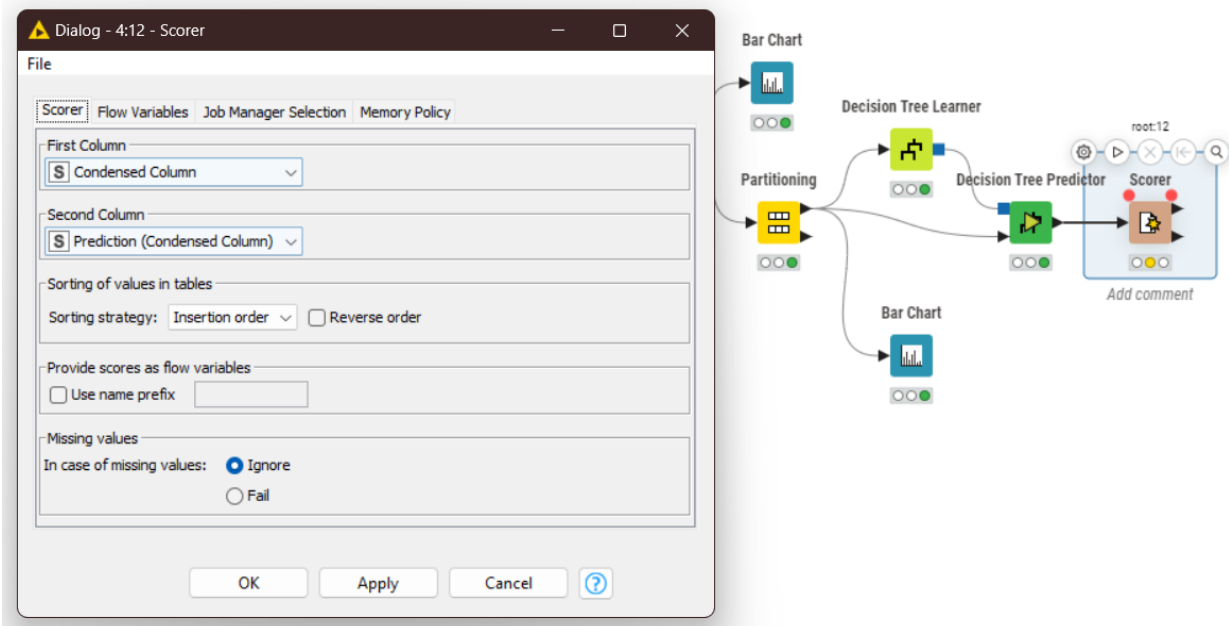 Dialog - 4:12 - Scorer
File
Scorer Flow Variables Job Manager Selection Memory Policy
First Column
S Condensed Column
Second Column
S Prediction (Condensed Column)
Sorting of values in tables
Sorting strategy: Insertion order Reverse order
Provide scores as flow variables
Use name prefix
Missing values
In case of missing values: Ignore
Fail
OK Apply Cancel ?
Bar Chart
Decision Tree Learner
root:12
Partitioning
Decision Tree Predictor
Scorer
Add comment
Bar Chart